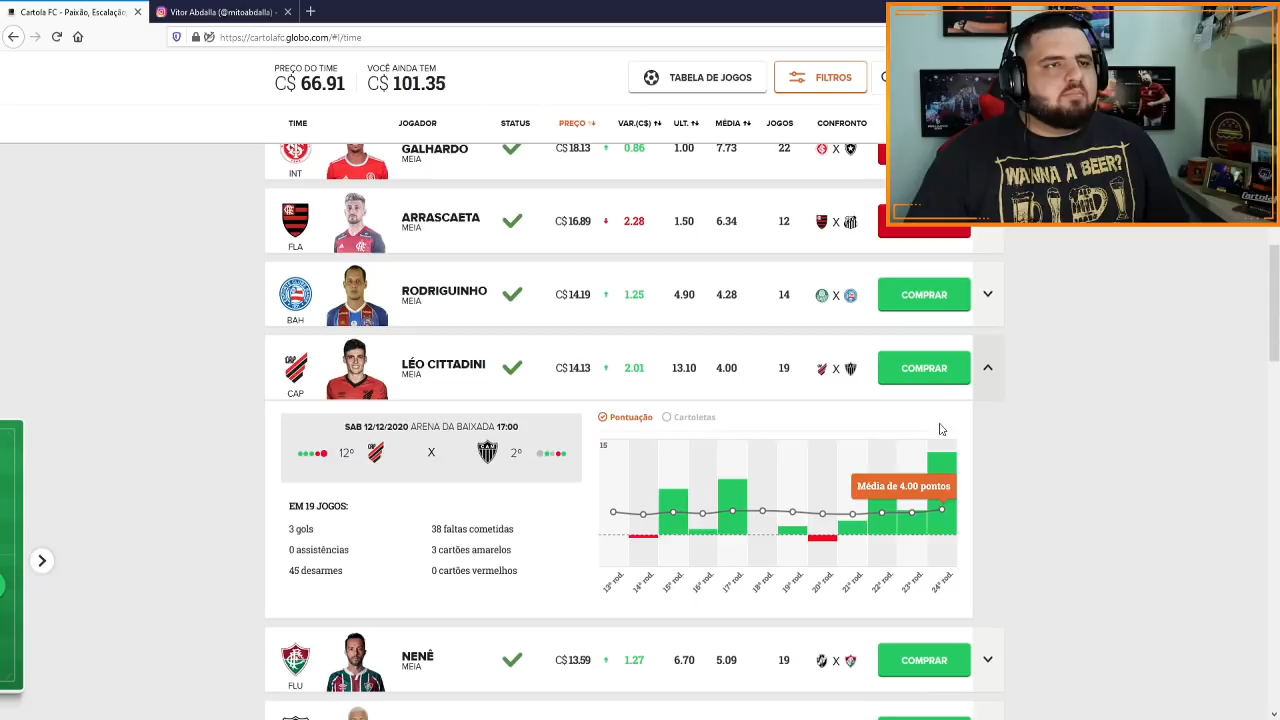 Cartola FC - Paixão, Escalação
Vitor Abdalla (@vnitoabdalla) -
https://cartolafc.globo.com/#!/time
PREÇO DO TIME
C$ 66.91
VOCÊ AINDA TEM
C$ 101.35
TABELA DE JOGOS
FILTROS
TIME JOGADOR STATUS PREÇO VAR.(C$) ULT. MÉDIA JOGOS CONFRONTO
INT GALHARDO MEIA C$ 18.13 0.86 1.00 7.73 22 X
FLA ARRASCAETA MEIA C$ 16.89 2.28 1.50 6.34 12 X
BAH RODRIGUINHO MEIA C$ 14.19 1.25 4.90 4.28 14 X COMPRAR
CAP LÉO CITTADINI MEIA C$ 14.13 2.01 13.10 4.00 19 X COMPRAR
SAB 12/12/2020 ARENA DA BAIXADA 17:00
12º X 2º
EM 19 JOGOS:
3 gols 38 faltas cometidas
0 assistências 3 cartões amarelos
45 desarmes 0 cartões vermelhos
Pontuação Cartoletas
15
Média de 4.00 pontos
13ª rod. 14ª rod. 15ª rod. 16ª rod. 17ª rod. 18ª rod. 19ª rod. 20ª rod. 21ª rod. 22ª rod. 23ª rod. 24ª rod.
FLU NENÊ MEIA C$ 13.59 1.27 6.70 5.09 19 X COMPRAR
WANNA A BEER?